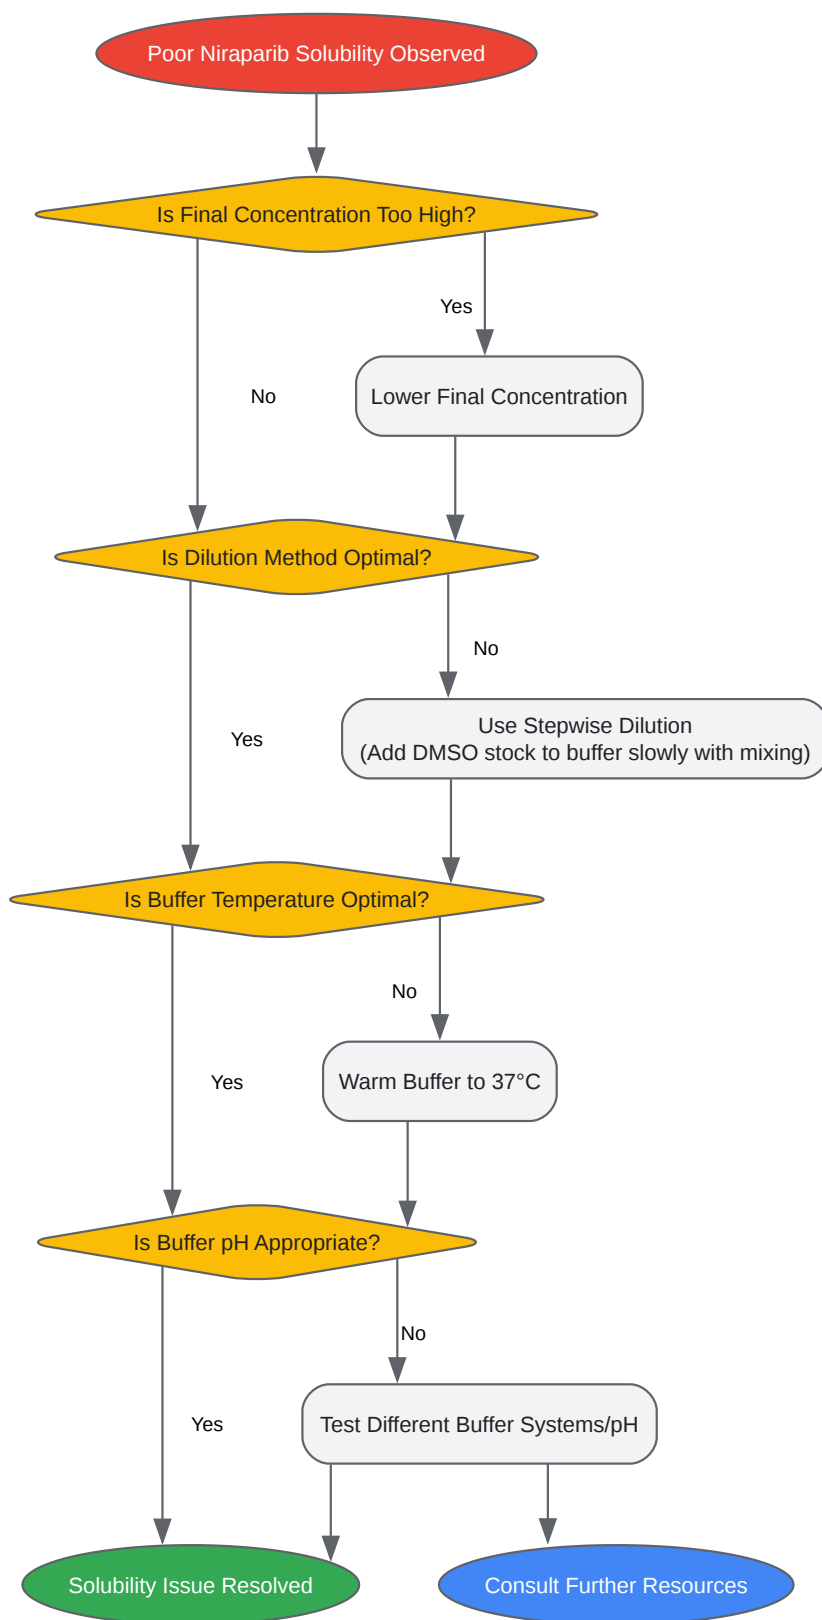 Poor Niraparib Solubility Observed
Is Final Concentration Too High?
Yes
No
Lower Final Concentration
Is Dilution Method Optimal?
No
Yes
Use Stepwise Dilution
(Add DMSO stock to buffer slowly with mixing)
Is Buffer Temperature Optimal?
No
Yes
Warm Buffer to 37°C
Is Buffer pH Appropriate?
No
Yes
Test Different Buffer Systems/pH
Solubility Issue Resolved
Consult Further Resources